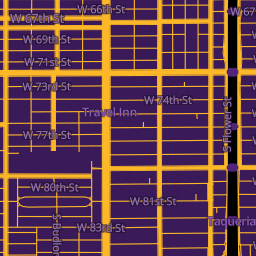 W 66th St
W 67th St
W 67
W 69th St
W 71st St
W 73rd St
W 74th St
Travel Inn
S Flower St
W 77th St
W 80th St
W 81st St
S Budlon
Taqueria
W 83rd St